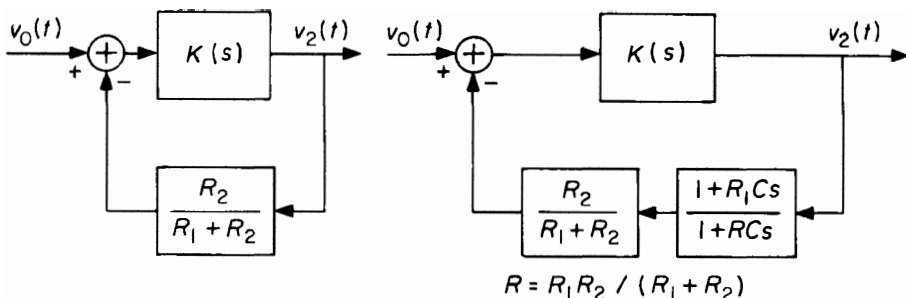 v₀(t)
+
−
K(s)
v₂(t)
R₂
R₁ + R₂
v₀(t)
+
−
K(s)
v₂(t)
R₂
R₁ + R₂
1 + R₁Cs
1 + RCs
R = R₁R₂ / (R₁ + R₂)